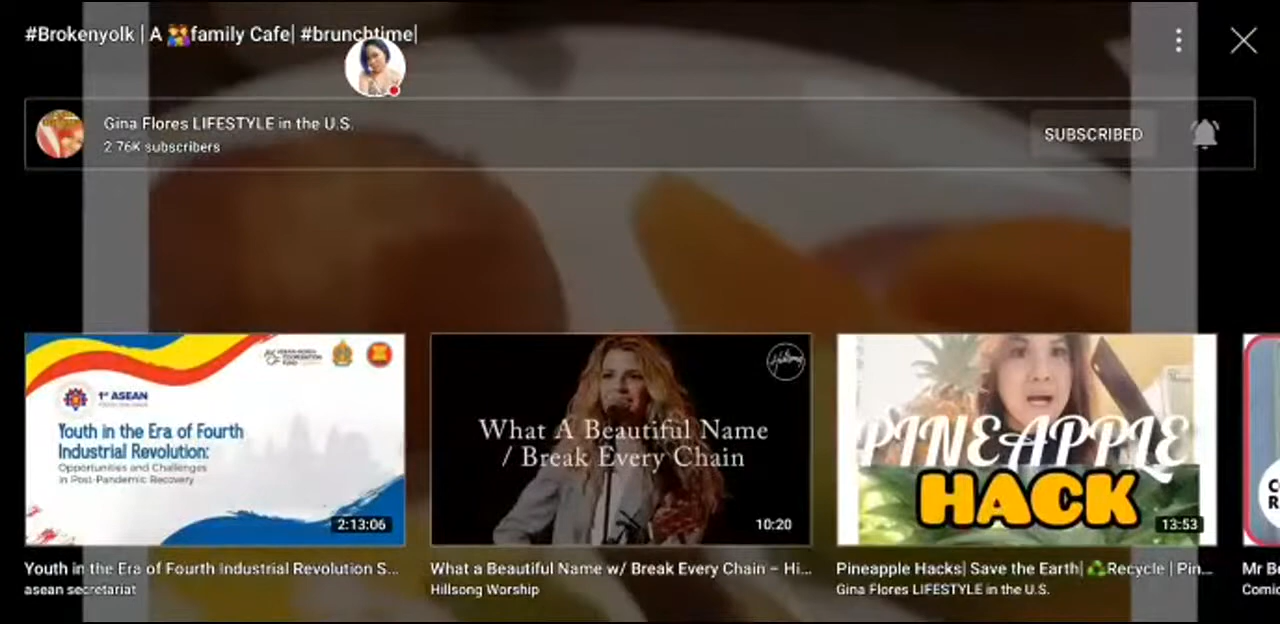 #Brokenyolk | A 👨‍👩‍👧family Cafe| #brunchtime|
Gina Flores LIFESTYLE in the U.S.
2.76K subscribers
SUBSCRIBED
1st ASEAN
Youth in the Era of Fourth
Industrial Revolution:
Opportunities and Challenges
in Post-Pandemic Recovery
2:13:06
Hillsong
What A Beautiful Name
/ Break Every Chain
10:20
PINEAPPLE
HACK
13:53
Youth in the Era of Fourth Industrial Revolution S...
asean secretariat
What a Beautiful Name w/ Break Every Chain – Hi...
Hillsong Worship
Pineapple Hacks| Save the Earth| ♻Recycle | Pin...
Gina Flores LIFESTYLE in the U.S.
Mr Be
Comic